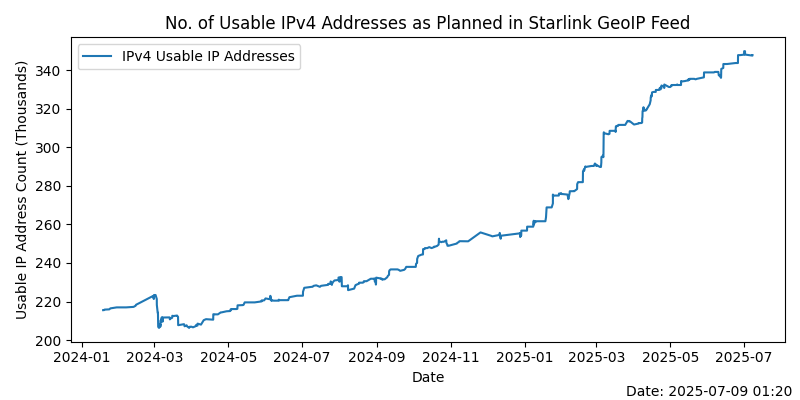 No. of Usable IPv4 Addresses as Planned in Starlink GeoIP Feed
IPv4 Usable IP Addresses
Usable IP Address Count (Thousands)
340
320
300
280
260
240
220
200
2024-01 2024-03 2024-05 2024-07 2024-09 2024-11 2025-01 2025-03 2025-05 2025-07
Date
Date: 2025-07-09 01:20